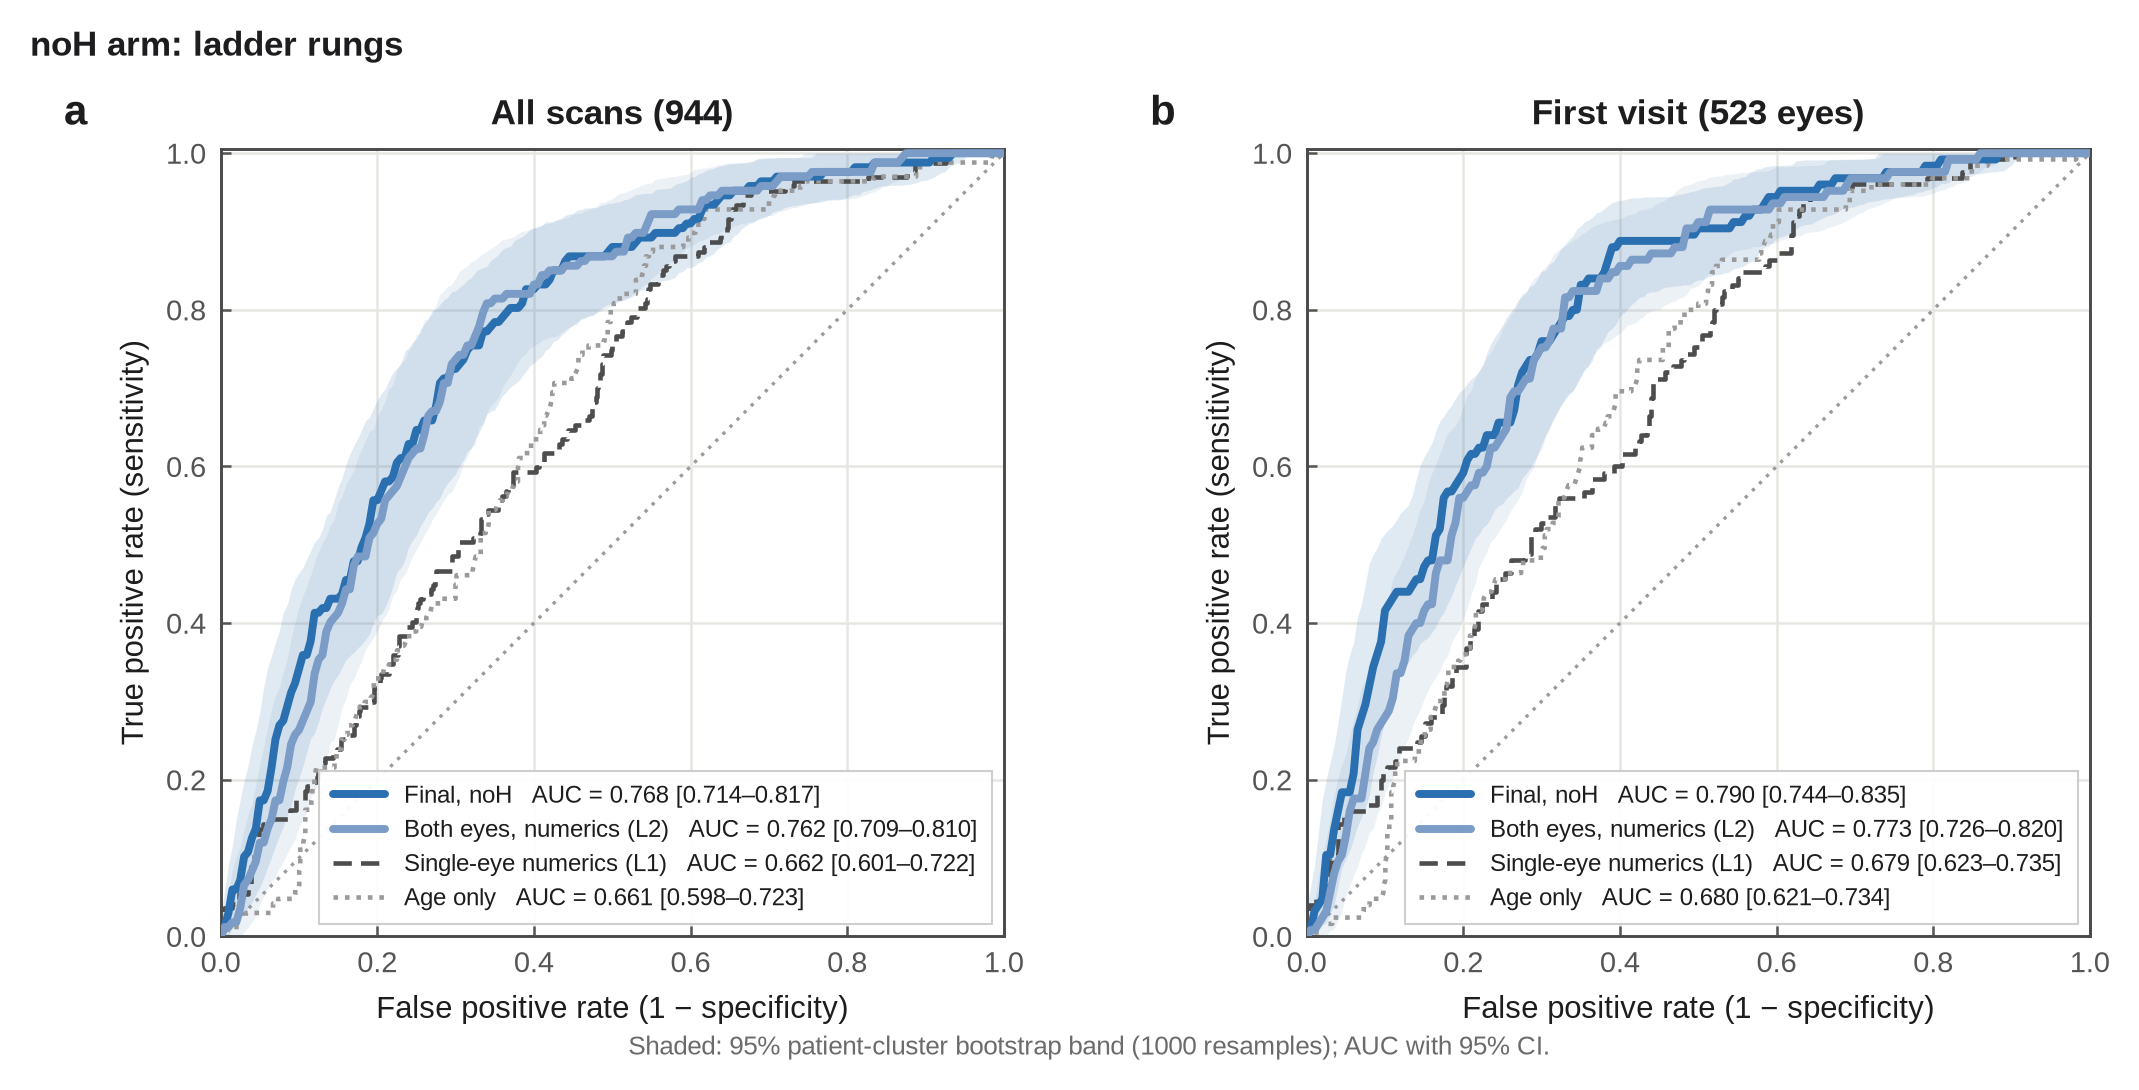 noH arm: ladder rungs
a
All scans (944)
True positive rate (sensitivity)
1.0
0.8
0.6
0.4
0.2
0.0
Final, noH AUC = 0.768 [0.714–0.817]
Both eyes, numerics (L2) AUC = 0.762 [0.709–0.810]
Single-eye numerics (L1) AUC = 0.662 [0.601–0.722]
Age only AUC = 0.661 [0.598–0.723]
0.0 0.2 0.4 0.6 0.8 1.0
False positive rate (1 − specificity)
b
First visit (523 eyes)
True positive rate (sensitivity)
1.0
0.8
0.6
0.4
0.2
0.0
Final, noH AUC = 0.790 [0.744–0.835]
Both eyes, numerics (L2) AUC = 0.773 [0.726–0.820]
Single-eye numerics (L1) AUC = 0.679 [0.623–0.735]
Age only AUC = 0.680 [0.621–0.734]
0.0 0.2 0.4 0.6 0.8 1.0
False positive rate (1 − specificity)
Shaded: 95% patient-cluster bootstrap band (1000 resamples); AUC with 95% CI.